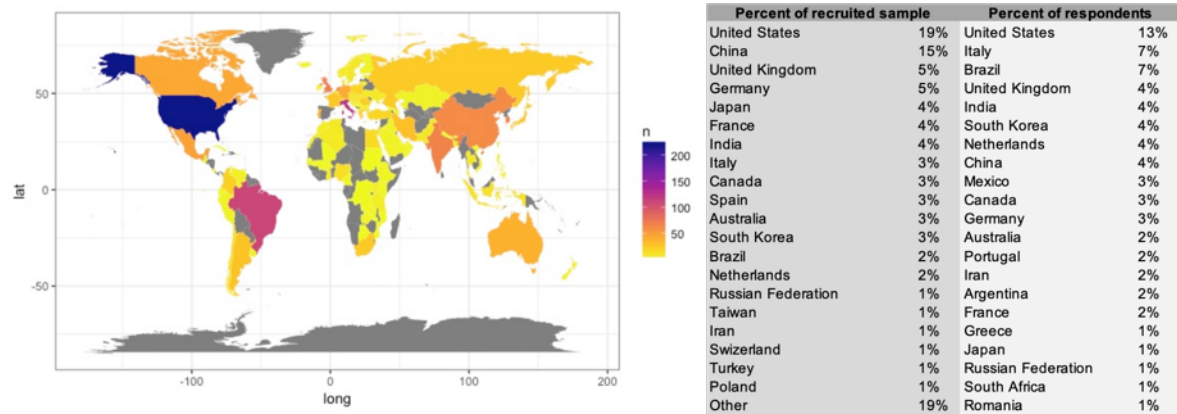 50
0
-50
lat
-100
0
100
200
long
n
200
150
100
50
Percent of recruited sample Percent of respondents
United States 19% United States 13%
China 15% Italy 7%
United Kingdom 5% Brazil 7%
Germany 5% United Kingdom 4%
Japan 4% India 4%
France 4% South Korea 4%
India 4% Netherlands 4%
Italy 3% China 4%
Canada 3% Mexico 3%
Spain 3% Canada 3%
Australia 3% Germany 3%
South Korea 3% Australia 2%
Brazil 2% Portugal 2%
Netherlands 2% Iran 2%
Russian Federation 1% Argentina 2%
Taiwan 1% France 2%
Iran 1% Greece 1%
Swizerland 1% Japan 1%
Turkey 1% Russian Federation 1%
Poland 1% South Africa 1%
Other 19% Romania 1%